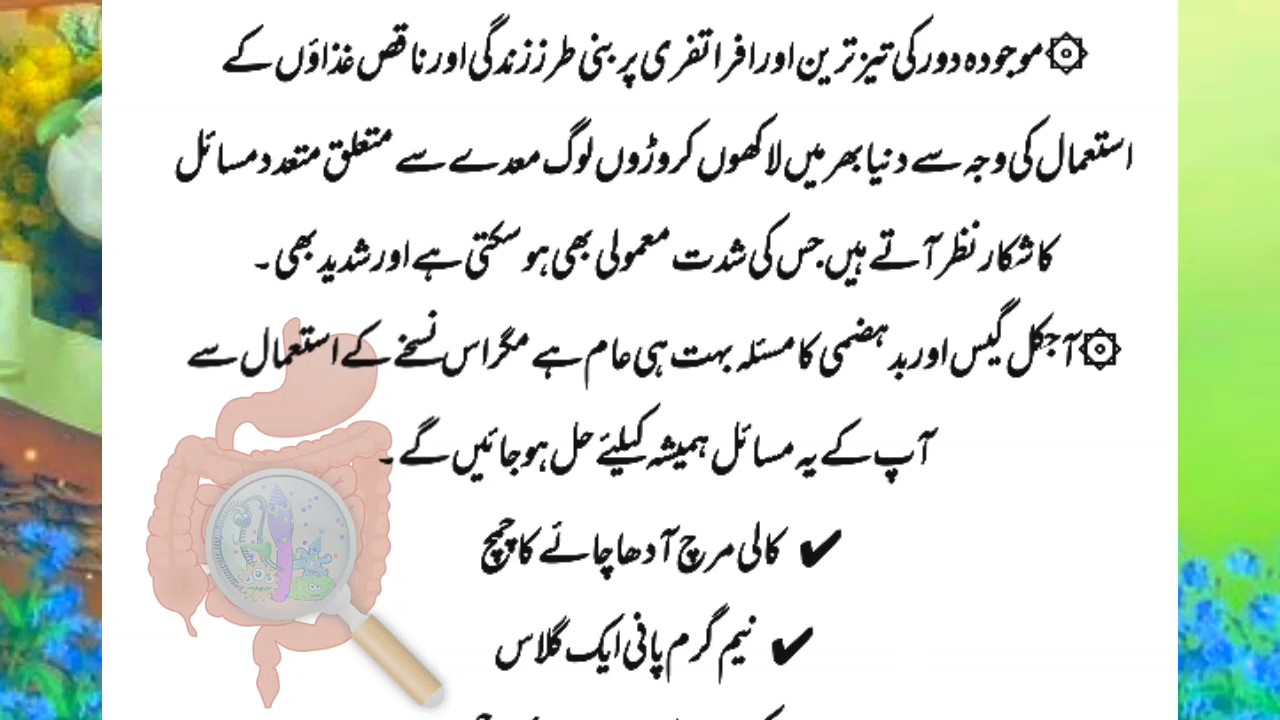 ۞موجودہ دور کی تیز ترین اور افراتفری پر بنی طرز زندگی اور ناقص غذاؤں کے
استعمال کی وجہ سے دنیا بھر میں لاکھوں کروڑوں لوگ معدے سے متعلق متعدد مسائل
کا شکار نظر آتے ہیں جس کی شدت معمولی بھی ہو سکتی ہے اور شدید بھی۔
۞آجکل گیس اور بدہضمی کا مسئلہ بہت ہی عام ہے مگر اس نسخے کے استعمال سے
آپ کے یہ مسائل ہمیشہ کیلئے حل ہو جائیں گے۔
✔ کالی مرچ آدھا چائے کا چمچ
✔ نیم گرم پانی ایک گلاس